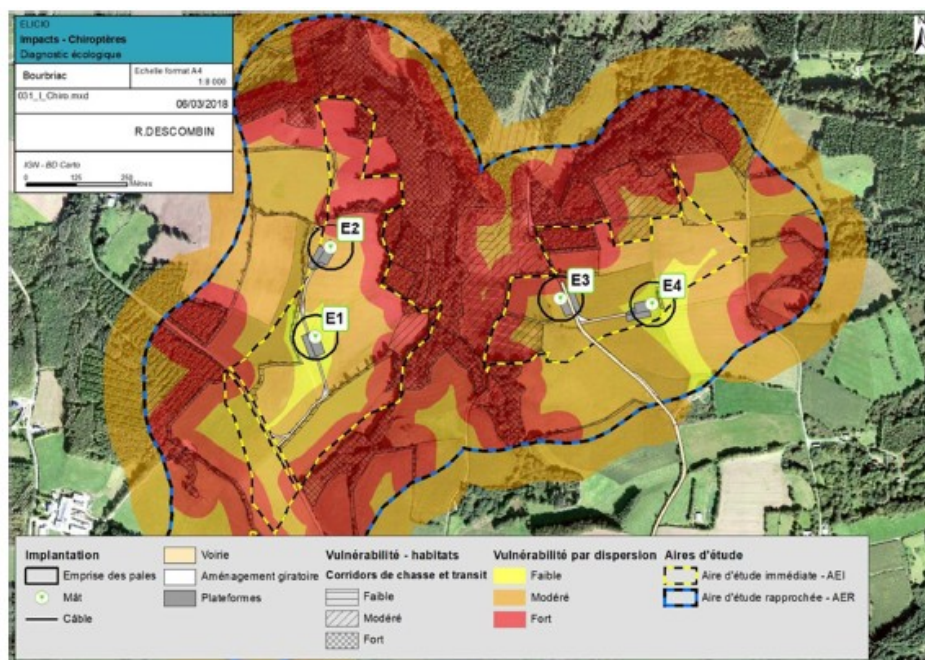 ELICIO
Impacts - Chiroptères
Diagnostic écologique
Bourbriac
Echelle format A4
1:8 000
031_I_Chiro.mxd
06/03/2018
R.DESCOMBIN
IGN - BD Carto
0 125 250
Mètres
N
E2
E1
E3
E4
Implantation
Emprise des pales
Mât
Câble
Voirie
Aménagement giratoire
Plateformes
Vulnérabilité - habitats
Corridors de chasse et transit
Faible
Modéré
Fort
Vulnérabilité par dispersion
Faible
Modéré
Fort
Aires d'étude
Aire d'étude immédiate - AEI
Aire d'étude rapprochée - AER